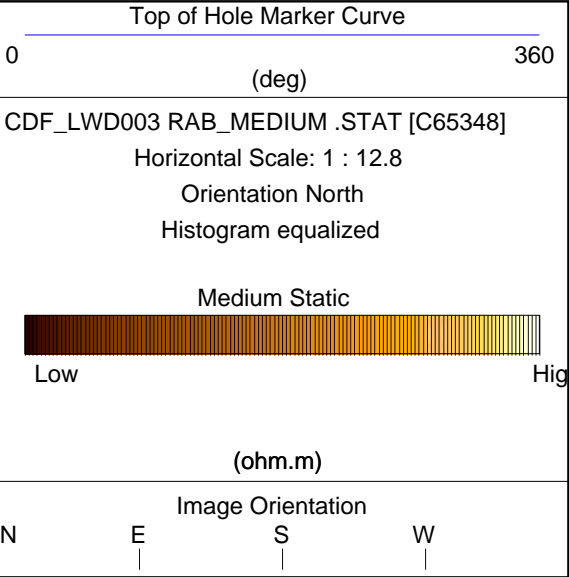 Top of Hole Marker Curve
0 360
(deg)
CDF_LWD003 RAB_MEDIUM .STAT [C65348]
Horizontal Scale: 1 : 12.8
Orientation North
Histogram equalized
Medium Static
Low Hig
(ohm.m)
Image Orientation
N E S W